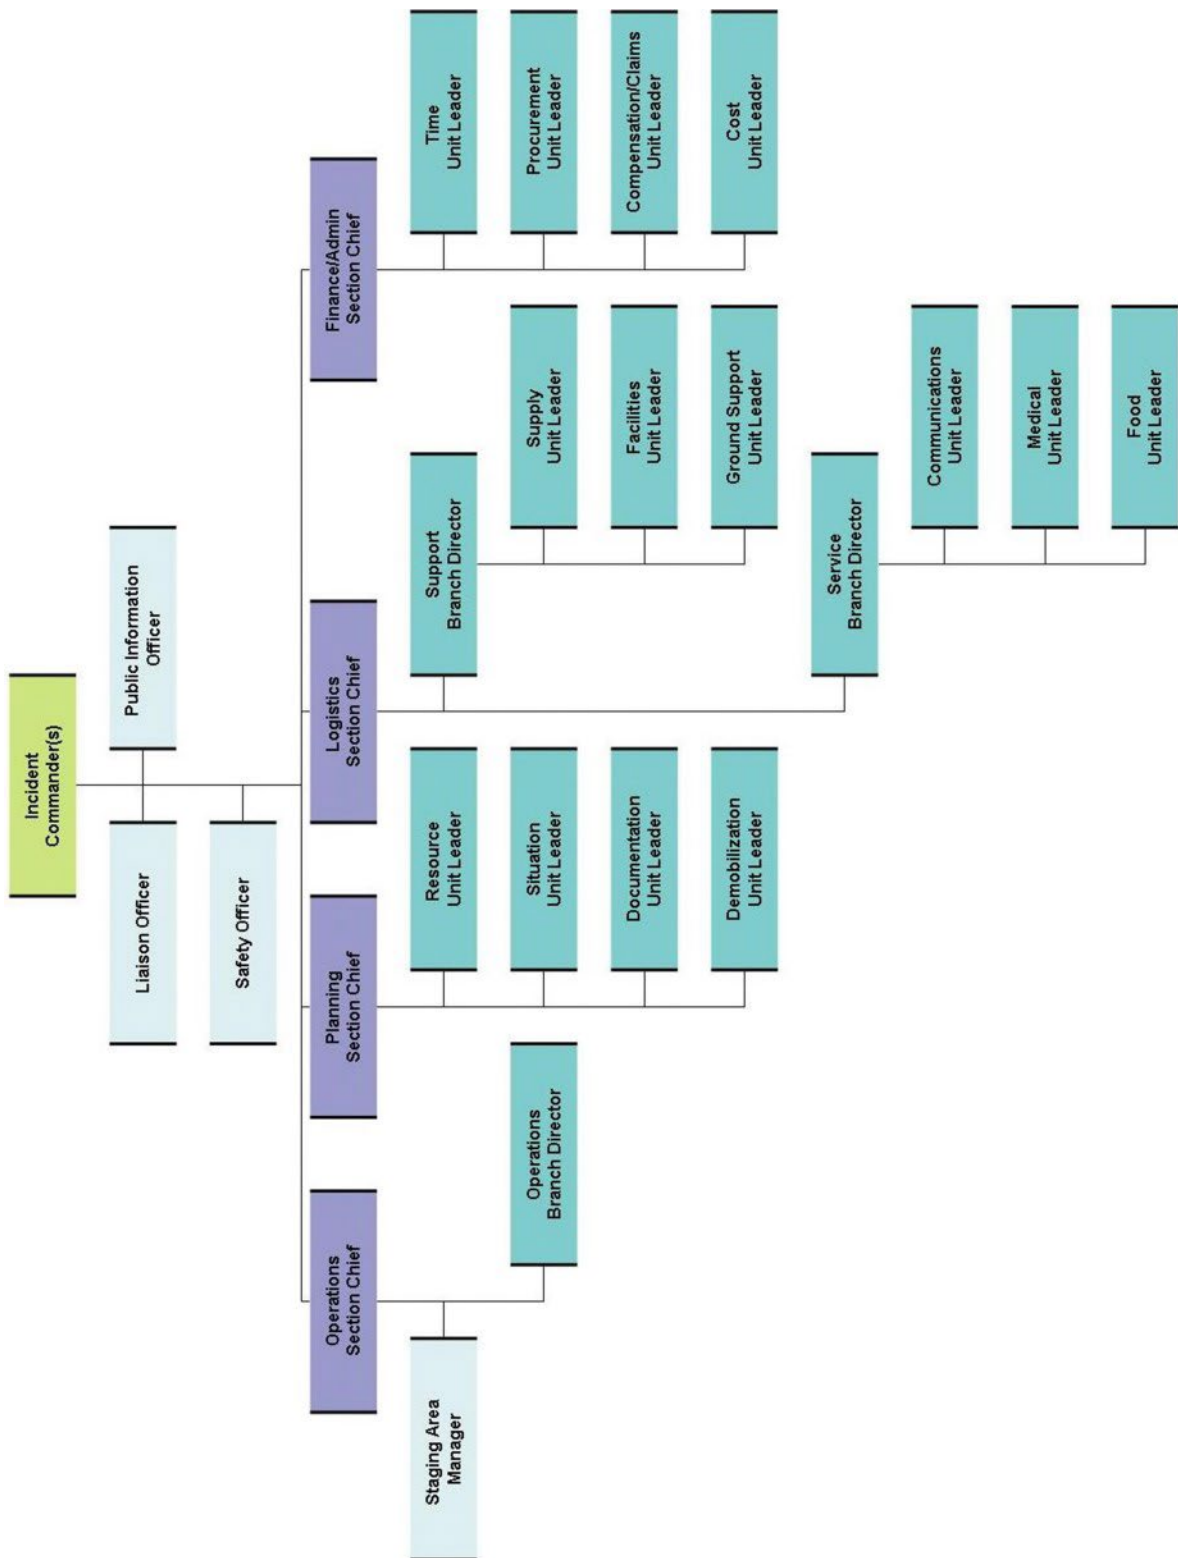 Incident
Commander(s)
Liaison Officer
Public Information
Officer
Safety Officer
Operations
Section Chief
Planning
Section Chief
Logistics
Section Chief
Finance/Admin
Section Chief
Staging Area
Manager
Operations
Branch Director
Resource
Unit Leader
Situation
Unit Leader
Documentation
Unit Leader
Demobilization
Unit Leader
Support
Branch Director
Supply
Unit Leader
Facilities
Unit Leader
Ground Support
Unit Leader
Service
Branch Director
Communications
Unit Leader
Medical
Unit Leader
Food
Unit Leader
Time
Unit Leader
Procurement
Unit Leader
Compensation/Claims
Unit Leader
Cost
Unit Leader